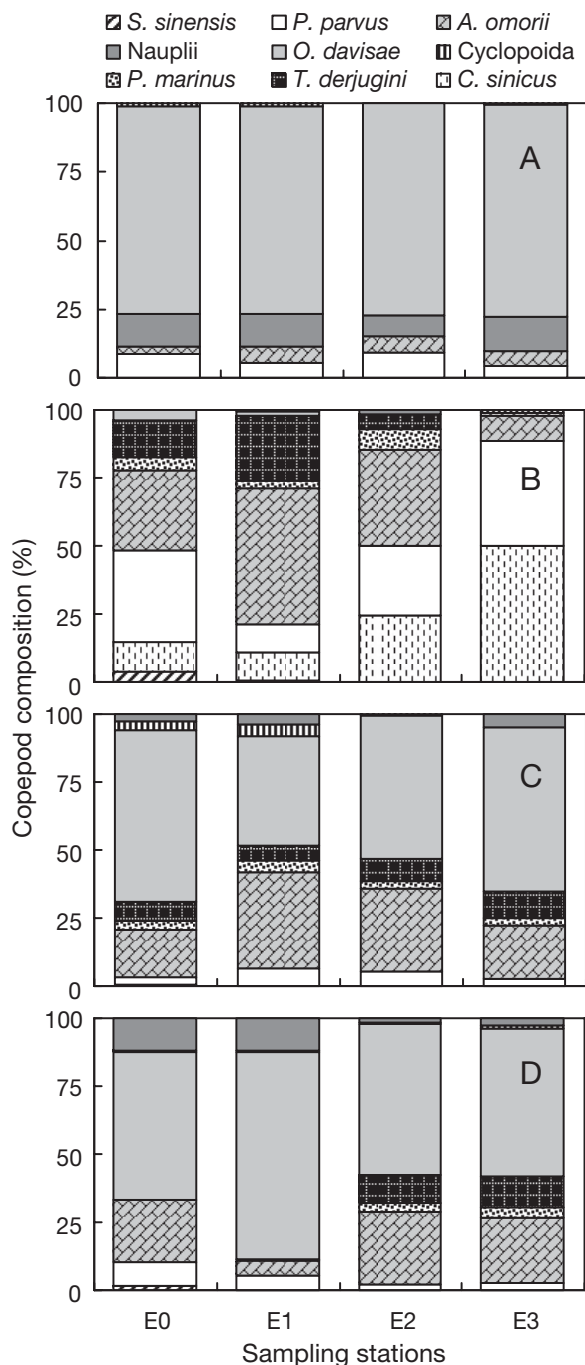 S. sinensis P. parvus A. omorii
Nauplii O. davisae Cyclopoida
P. marinus T. derjugini C. sinicus
100
75
50
25
0
A
100
75
50
25
0
B
100
75
50
25
0
C
100
75
50
25
0
D
Copepod composition (%)
E0 E1 E2 E3
Sampling stations